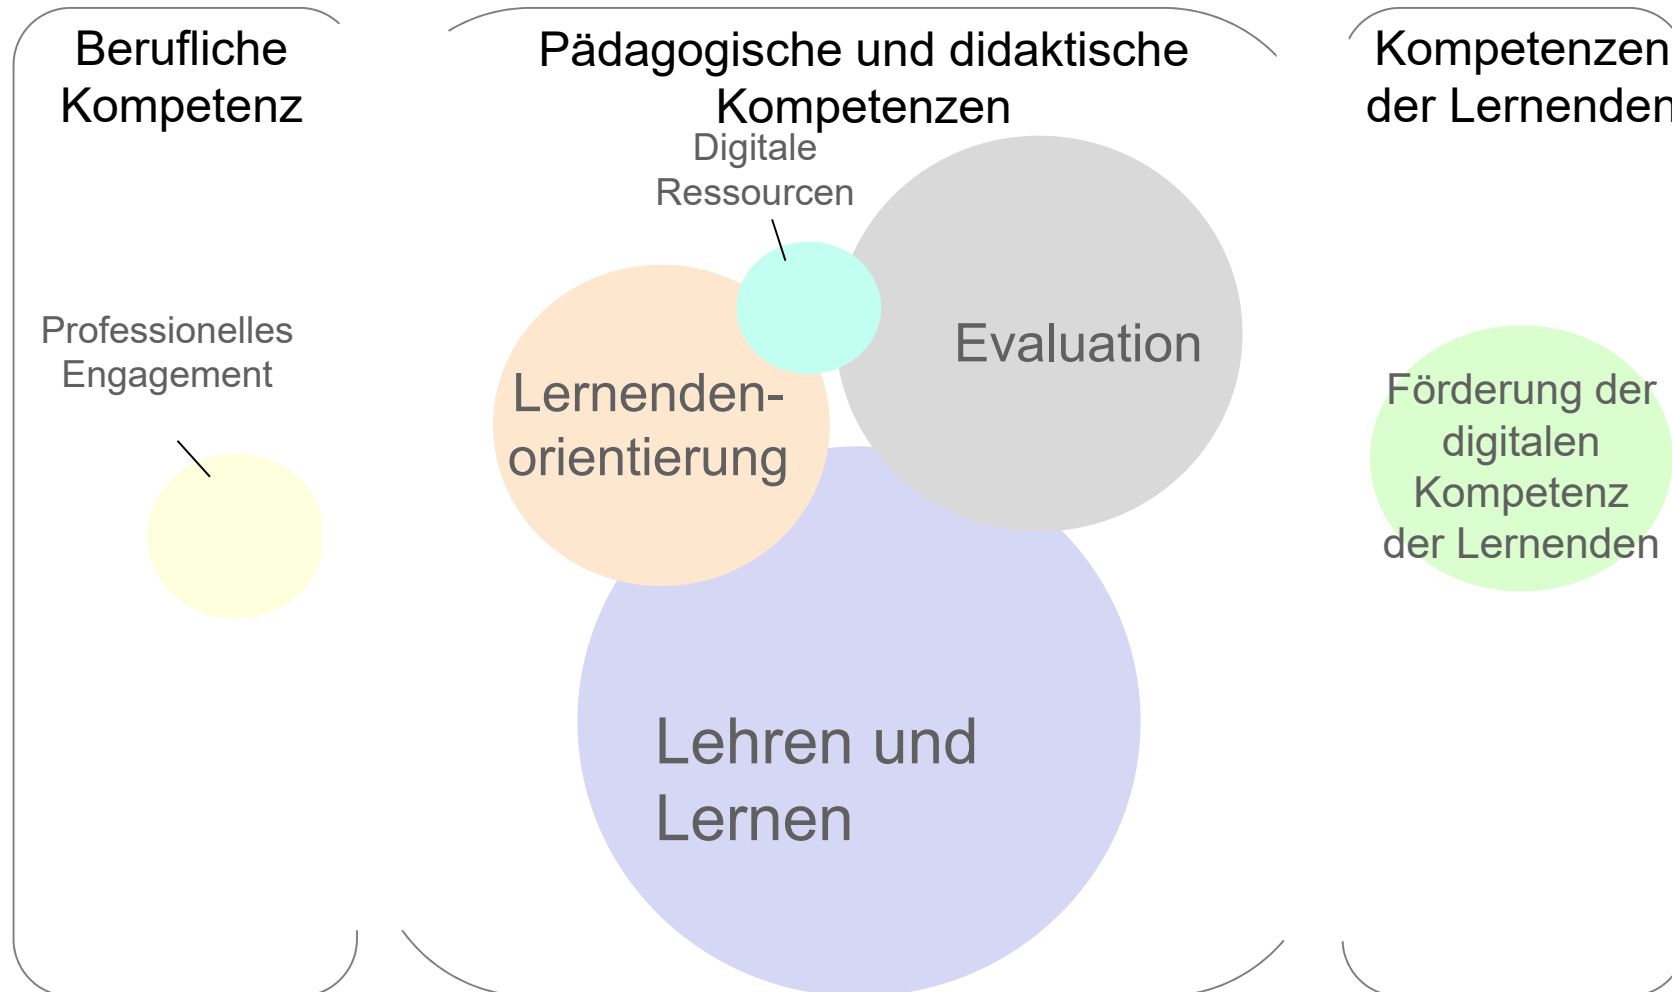 Berufliche
Kompetenz
Pädagogische und didaktische
Kompetenzen
Kompetenzen
der Lernenden
Digitale
Ressourcen
Professionelles
Engagement
Evaluation
Lernenden-
orientierung
Förderung der
digitalen
Kompetenz
der Lernenden
Lehren und
Lernen